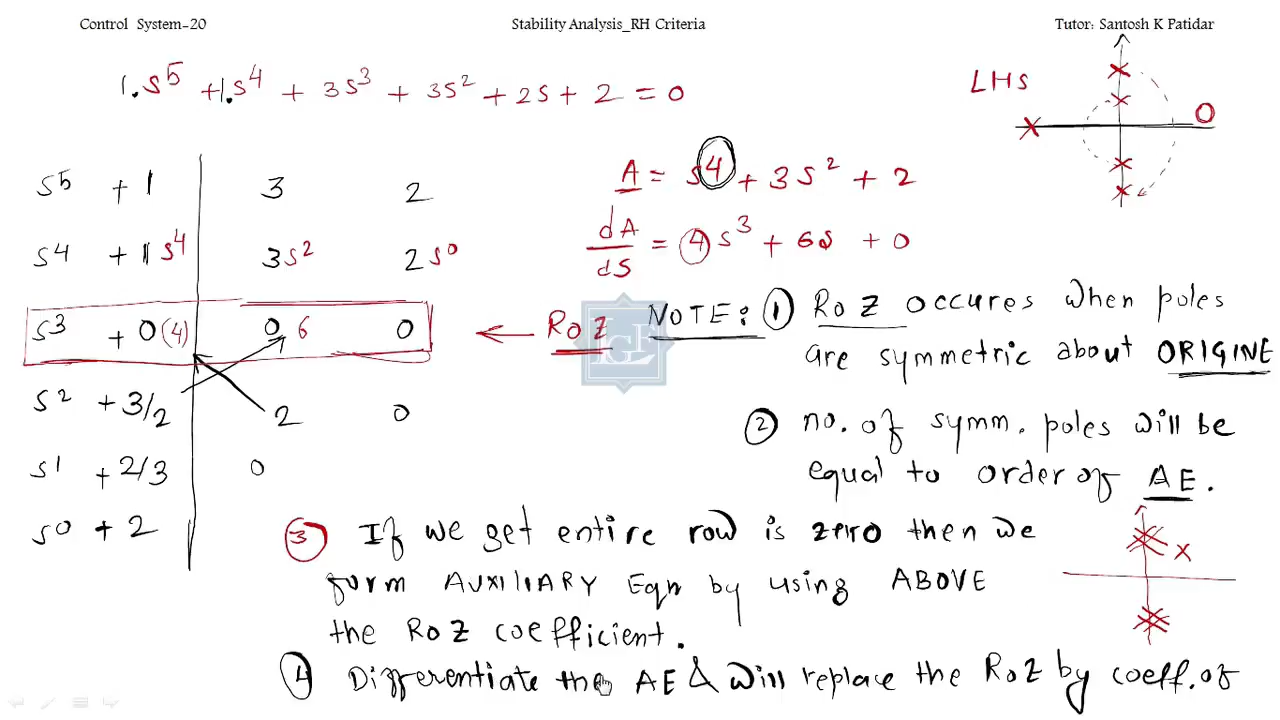 Control System-20
Stability Analysis_RH Criteria
Tutor: Santosh K Patidar
1.s⁵ + 1.s⁴ + 3s³ + 3s² + 2s + 2 = 0
LHS
0
s⁵ + 1 3 2
s⁴ + 1 s⁴ 3s² 2s⁰
s³ + 0(4) 0 6 0 ← ROZ
s² + 3/2 2 0
s¹ + 2/3 0
s⁰ + 2
A = s⁴ + 3s² + 2
dA/ds = 4s³ + 6s + 0
NOTE: ① ROZ occures when poles
are symmetric about ORIGINE
② no. of symm. poles will be
equal to order of AE.
③ If we get entire row is zero then we
form AUXILIARY Eqn by using ABOVE
the ROZ coefficient.
④ Differentiate the AE & will replace the ROZ by coeff. of